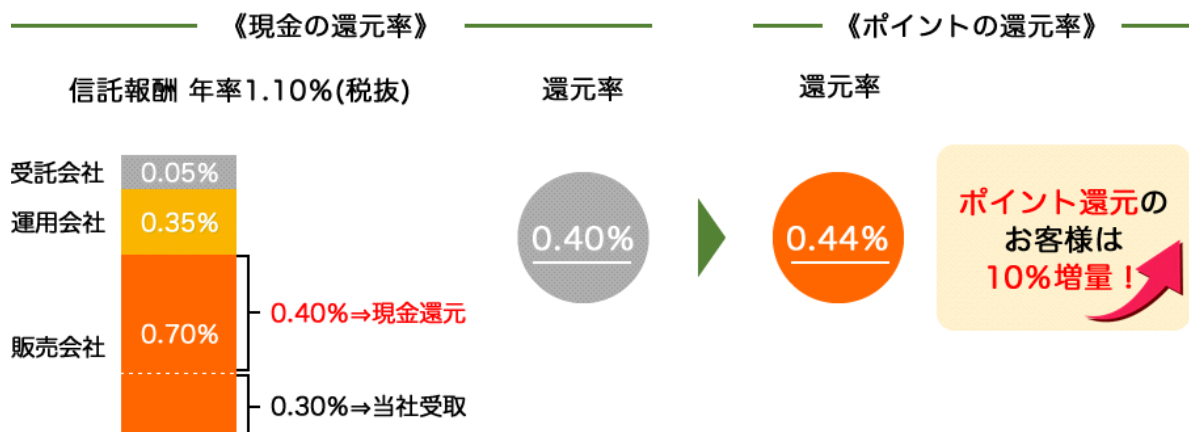 《現金の還元率》
《ポイントの還元率》
信託報酬 年率1.10%(税抜)
還元率
還元率
受託会社
0.05%
運用会社
0.35%
販売会社
0.70%
0.40%⇒現金還元
0.30%⇒当社受取
0.40%
0.44%
ポイント還元の
お客様は
10%増量！